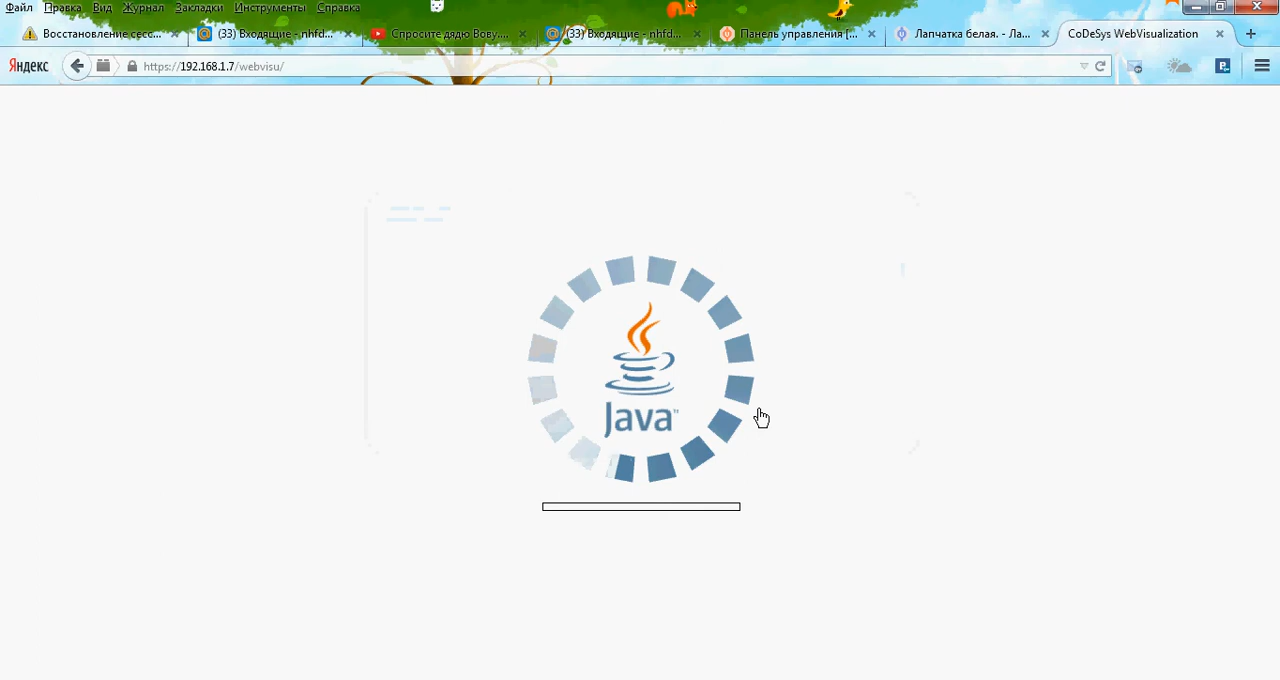 Файл Правка Вид Журнал Закладки Инструменты Справка
Восстановление сесс... (33) Входящие - nhfd... Спросите дядю Вову.... (33) Входящие - nhfd... Панель управления [... Лапчатка белая. - Ла... CoDeSys WebVisualization
Яндекс https://192.168.1.7/webvisu/
Java™